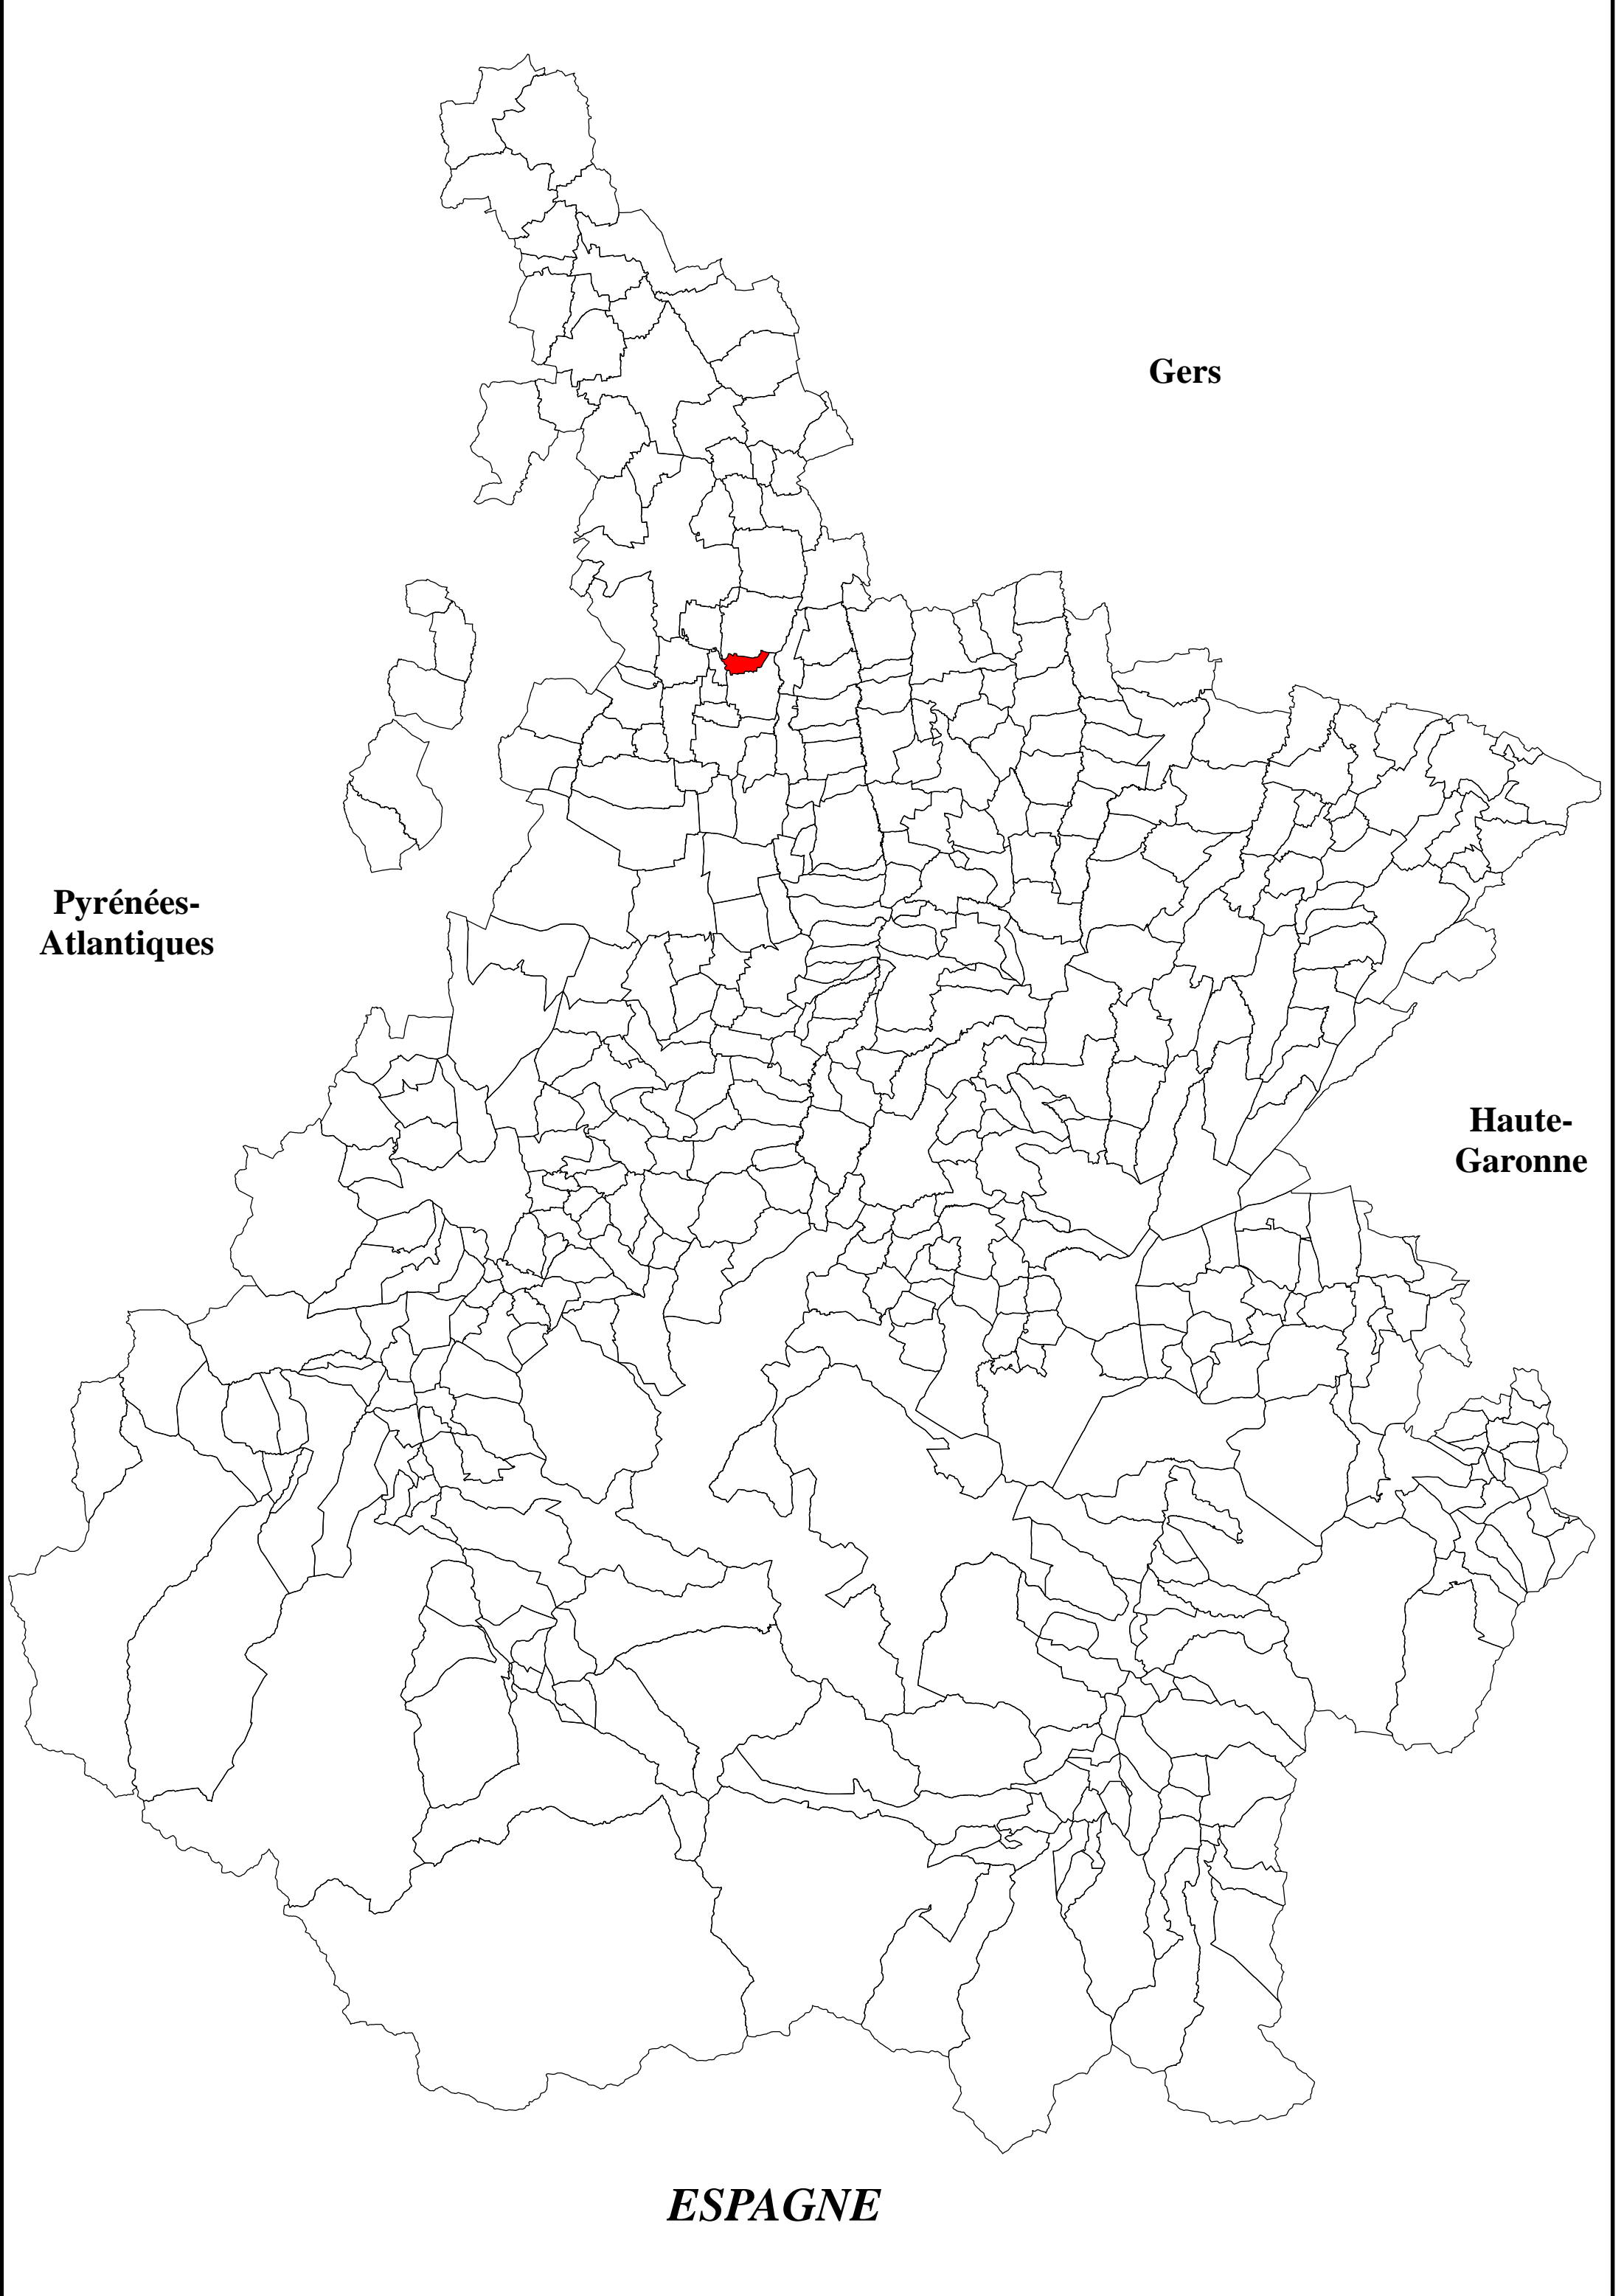 Gers
Pyrénées-
Atlantiques
Haute-
Garonne
ESPAGNE